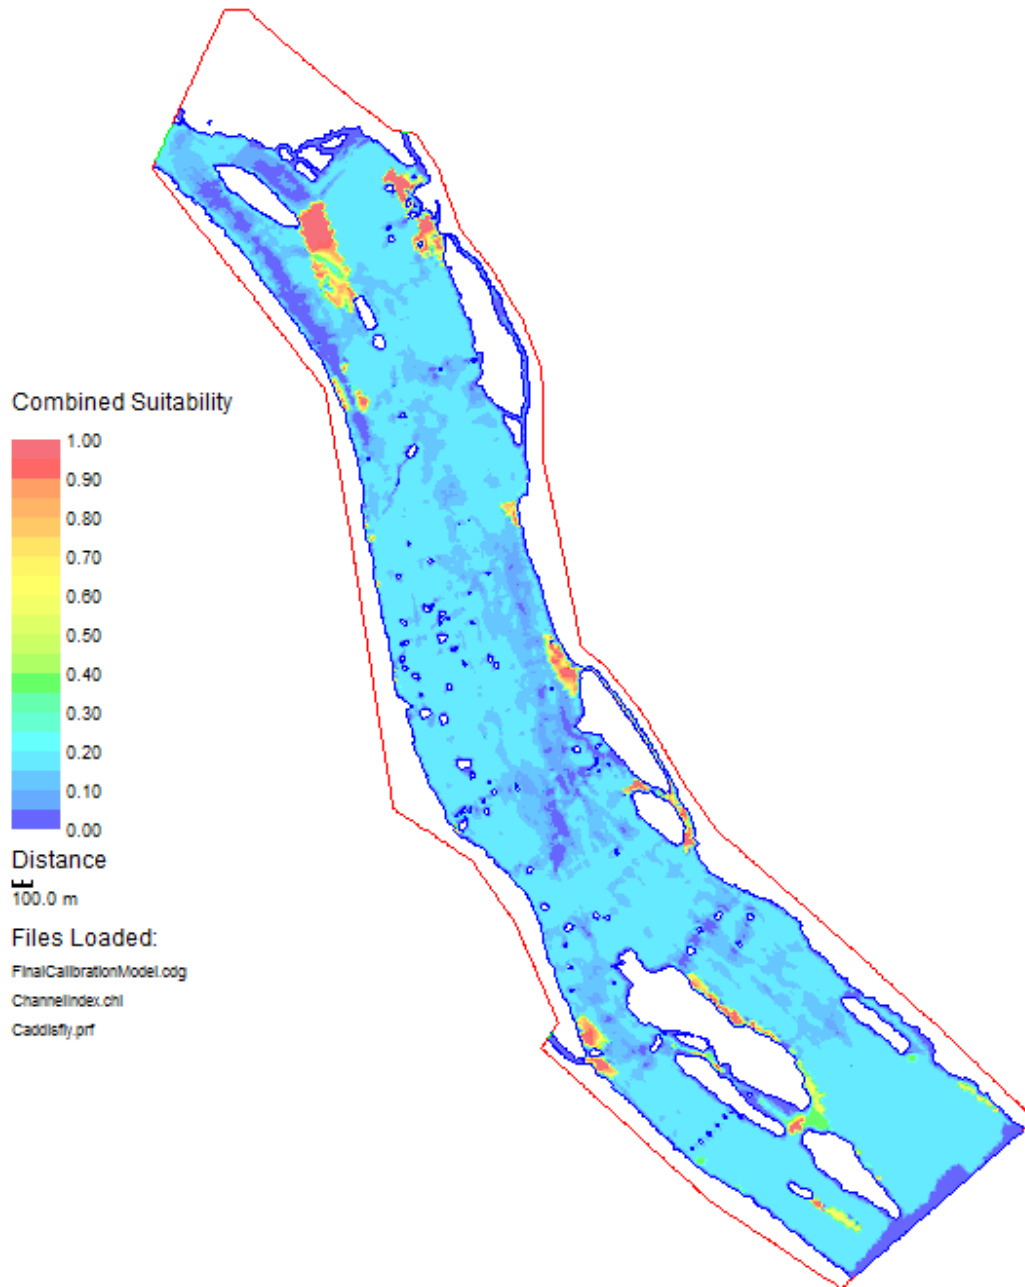 Combined Suitability
1.00
0.90
0.80
0.70
0.60
0.50
0.40
0.30
0.20
0.10
0.00
Distance
100.0 m
Files Loaded:
FinalCalibrationModel.cdg
ChannelIndex.chi
Caddisfly.prf